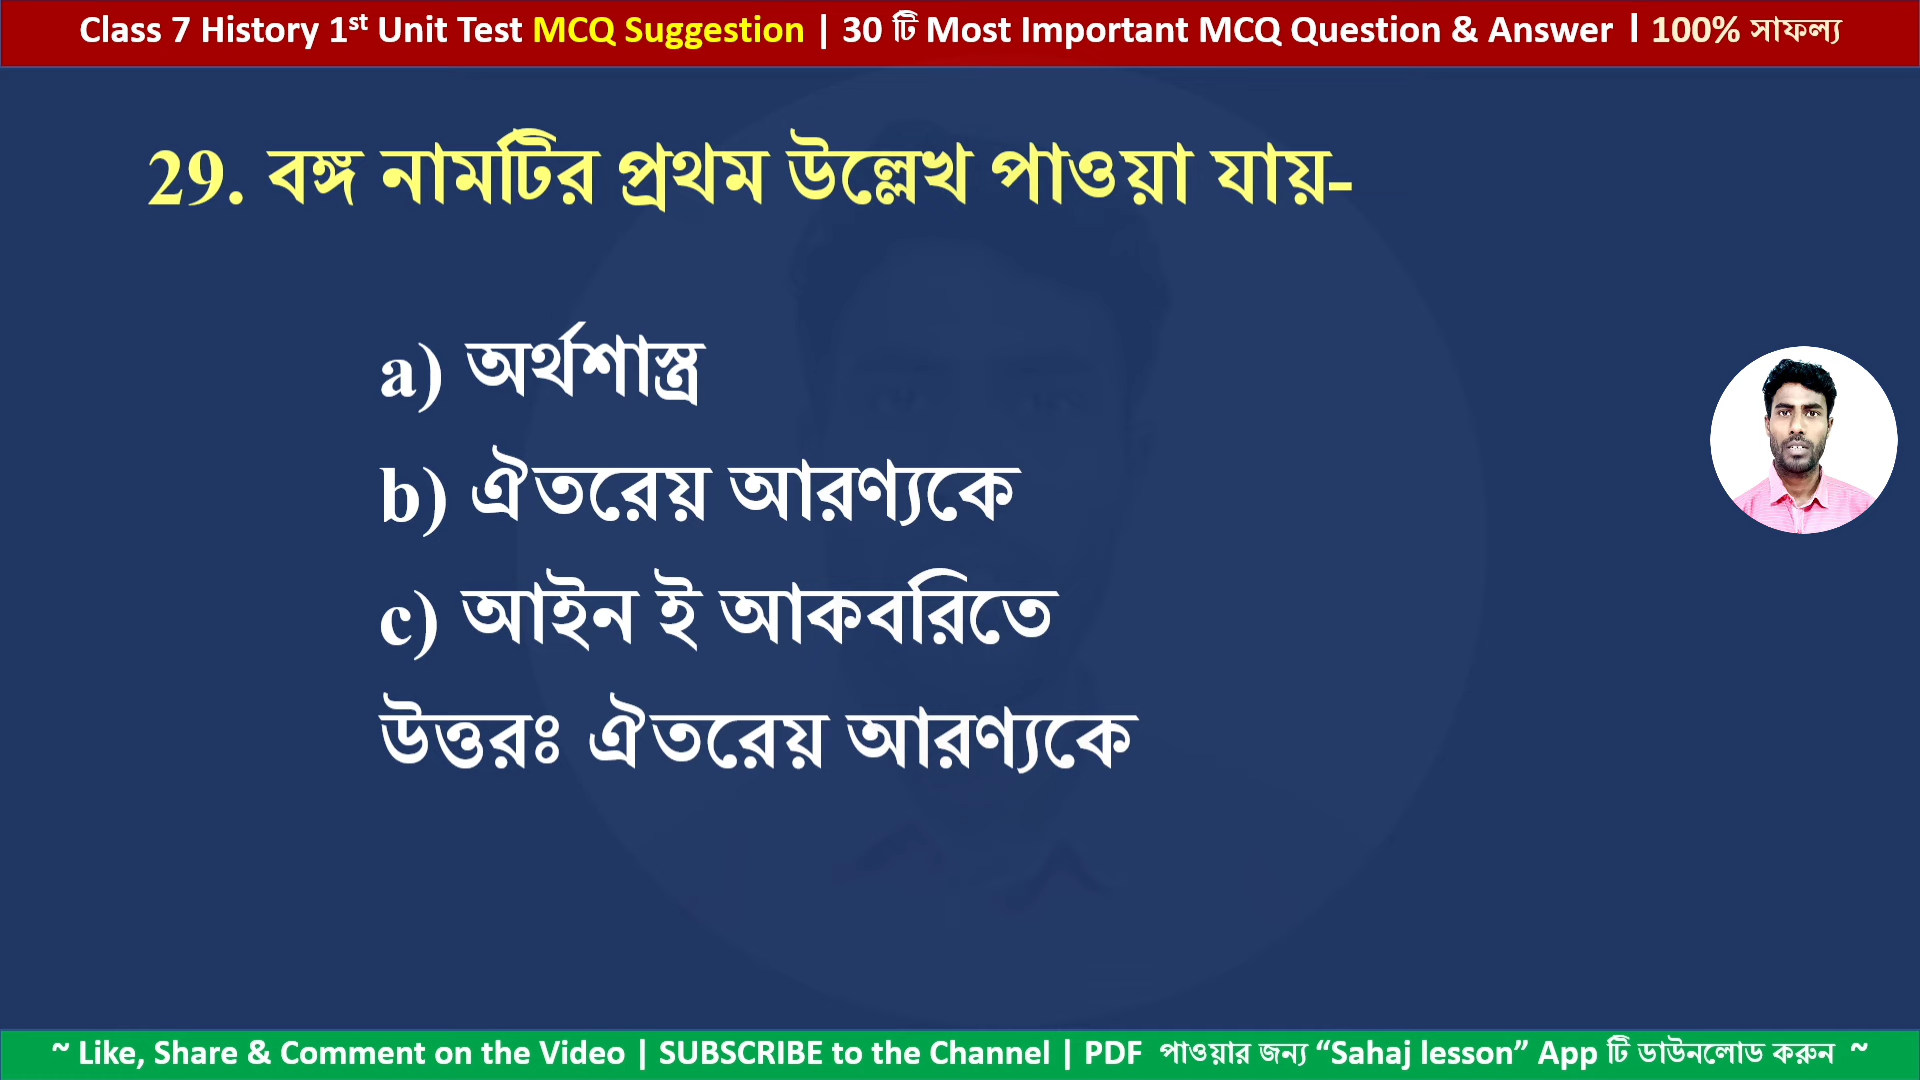 Class 7 History 1st Unit Test MCQ Suggestion | 30 টি Most Important MCQ Question & Answer । 100% সাফল্য
29. বঙ্গ নামটির প্রথম উল্লেখ পাওয়া যায়-
a) অর্থশাস্ত্র
b) ঐতরেয় আরণ্যকে
c) আইন ই আকবরিতে
উত্তরঃ ঐতরেয় আরণ্যকে
~ Like, Share & Comment on the Video | SUBSCRIBE to the Channel | PDF পাওয়ার জন্য “Sahaj lesson” App টি ডাউনলোড করুন ~